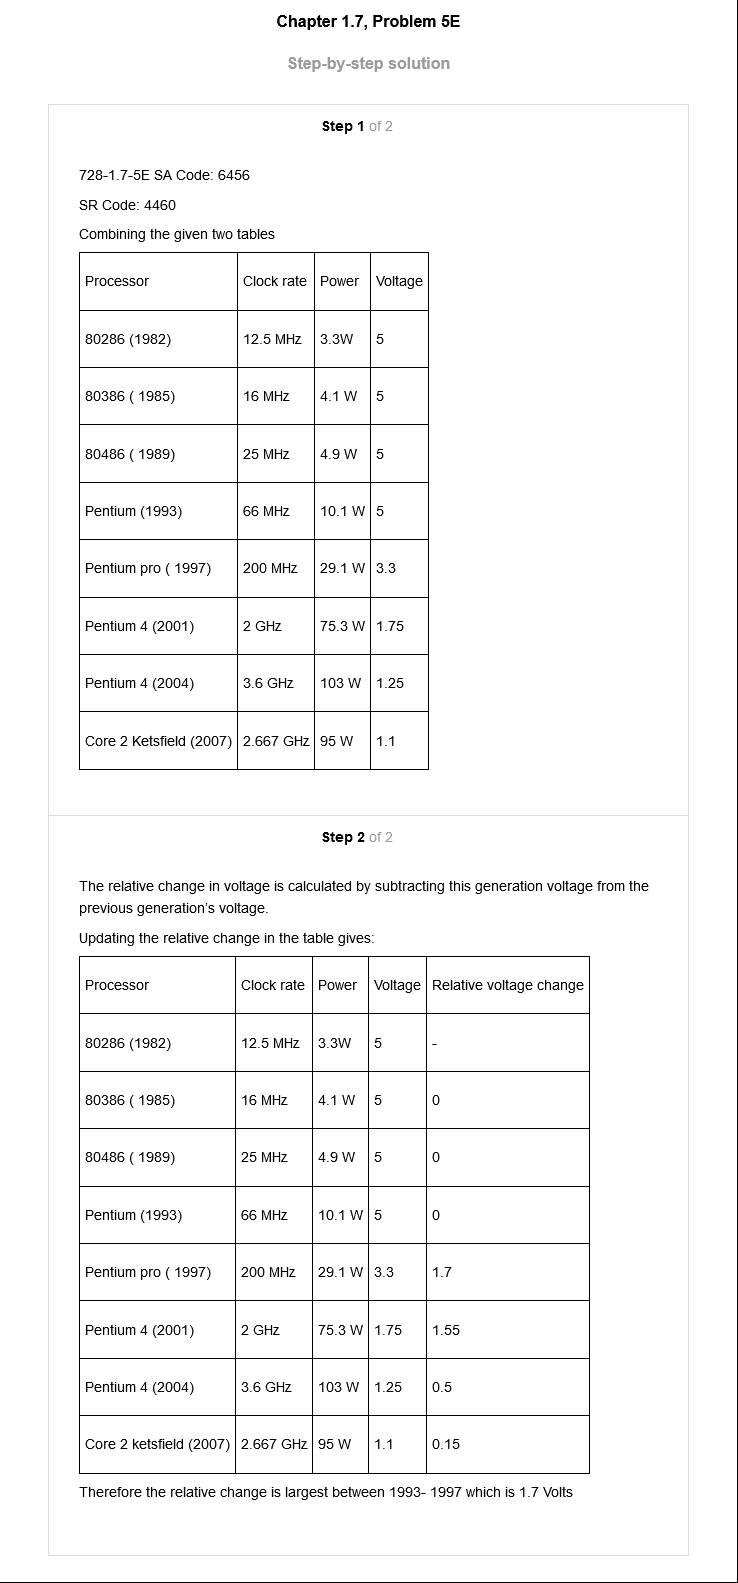 Chapter 1.7, Problem 5E
Step-by-step solution
Step 1 of 2
728-1.7-5E SA Code: 6456
SR Code: 4460
Combining the given two tables
Processor Clock rate Power Voltage
80286 (1982) 12.5 MHz 3.3W 5
80386 ( 1985) 16 MHz 4.1 W 5
80486 ( 1989) 25 MHz 4.9 W 5
Pentium (1993) 66 MHz 10.1 W 5
Pentium pro ( 1997) 200 MHz 29.1 W 3.3
Pentium 4 (2001) 2 GHz 75.3 W 1.75
Pentium 4 (2004) 3.6 GHz 103 W 1.25
Core 2 Ketsfield (2007) 2.667 GHz 95 W 1.1
Step 2 of 2
The relative change in voltage is calculated by subtracting this generation voltage from the
previous generation's voltage.
Updating the relative change in the table gives:
Processor Clock rate Power Voltage Relative voltage change
80286 (1982) 12.5 MHz 3.3W 5 -
80386 ( 1985) 16 MHz 4.1 W 5 0
80486 ( 1989) 25 MHz 4.9 W 5 0
Pentium (1993) 66 MHz 10.1 W 5 0
Pentium pro ( 1997) 200 MHz 29.1 W 3.3 1.7
Pentium 4 (2001) 2 GHz 75.3 W 1.75 1.55
Pentium 4 (2004) 3.6 GHz 103 W 1.25 0.5
Core 2 ketsfield (2007) 2.667 GHz 95 W 1.1 0.15
Therefore the relative change is largest between 1993- 1997 which is 1.7 Volts